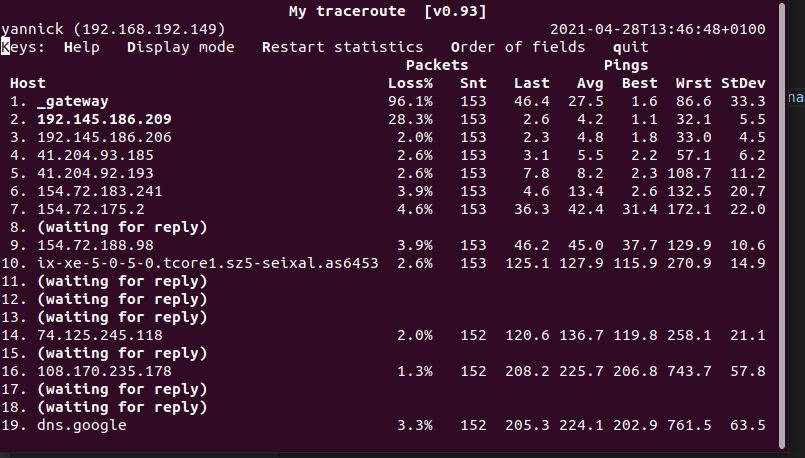 My traceroute  [v0.93]
yannick (192.168.192.149) 2021-04-28T13:46:48+0100
Keys:  Help   Display mode   Restart statistics   Order of fields   quit
Packets Pings
Host Loss% Snt Last Avg Best Wrst StDev
1. _gateway 96.1% 153 46.4 27.5 1.6 86.6 33.3
2. 192.145.186.209 28.3% 153 2.6 4.2 1.1 32.1 5.5
3. 192.145.186.206 2.0% 153 2.3 4.8 1.8 33.0 4.5
4. 41.204.93.185 2.6% 153 3.1 5.5 2.2 57.1 6.2
5. 41.204.92.193 2.6% 153 7.8 8.2 2.3 108.7 11.2
6. 154.72.183.241 3.9% 153 4.6 13.4 2.6 132.5 20.7
7. 154.72.175.2 4.6% 153 36.3 42.4 31.4 172.1 22.0
8. (waiting for reply)
9. 154.72.188.98 3.9% 153 46.2 45.0 37.7 129.9 10.6
10. ix-xe-5-0-5-0.tcore1.sz5-seixal.as6453 2.6% 153 125.1 127.9 115.9 270.9 14.9
11. (waiting for reply)
12. (waiting for reply)
13. (waiting for reply)
14. 74.125.245.118 2.0% 152 120.6 136.7 119.8 258.1 21.1
15. (waiting for reply)
16. 108.170.235.178 1.3% 152 208.2 225.7 206.8 743.7 57.8
17. (waiting for reply)
18. (waiting for reply)
19. dns.google 3.3% 152 205.3 224.1 202.9 761.5 63.5
na